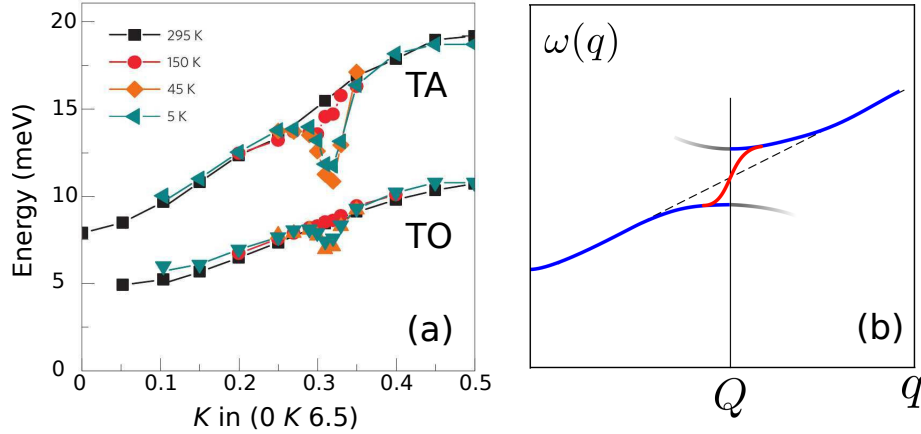 20
15
10
5
0
Energy (meV)
295 K
150 K
45 K
5 K
TA
TO
(a)
0 0.1 0.2 0.3 0.4 0.5
K in (0 K 6.5)
ω(q)
(b)
Q
q